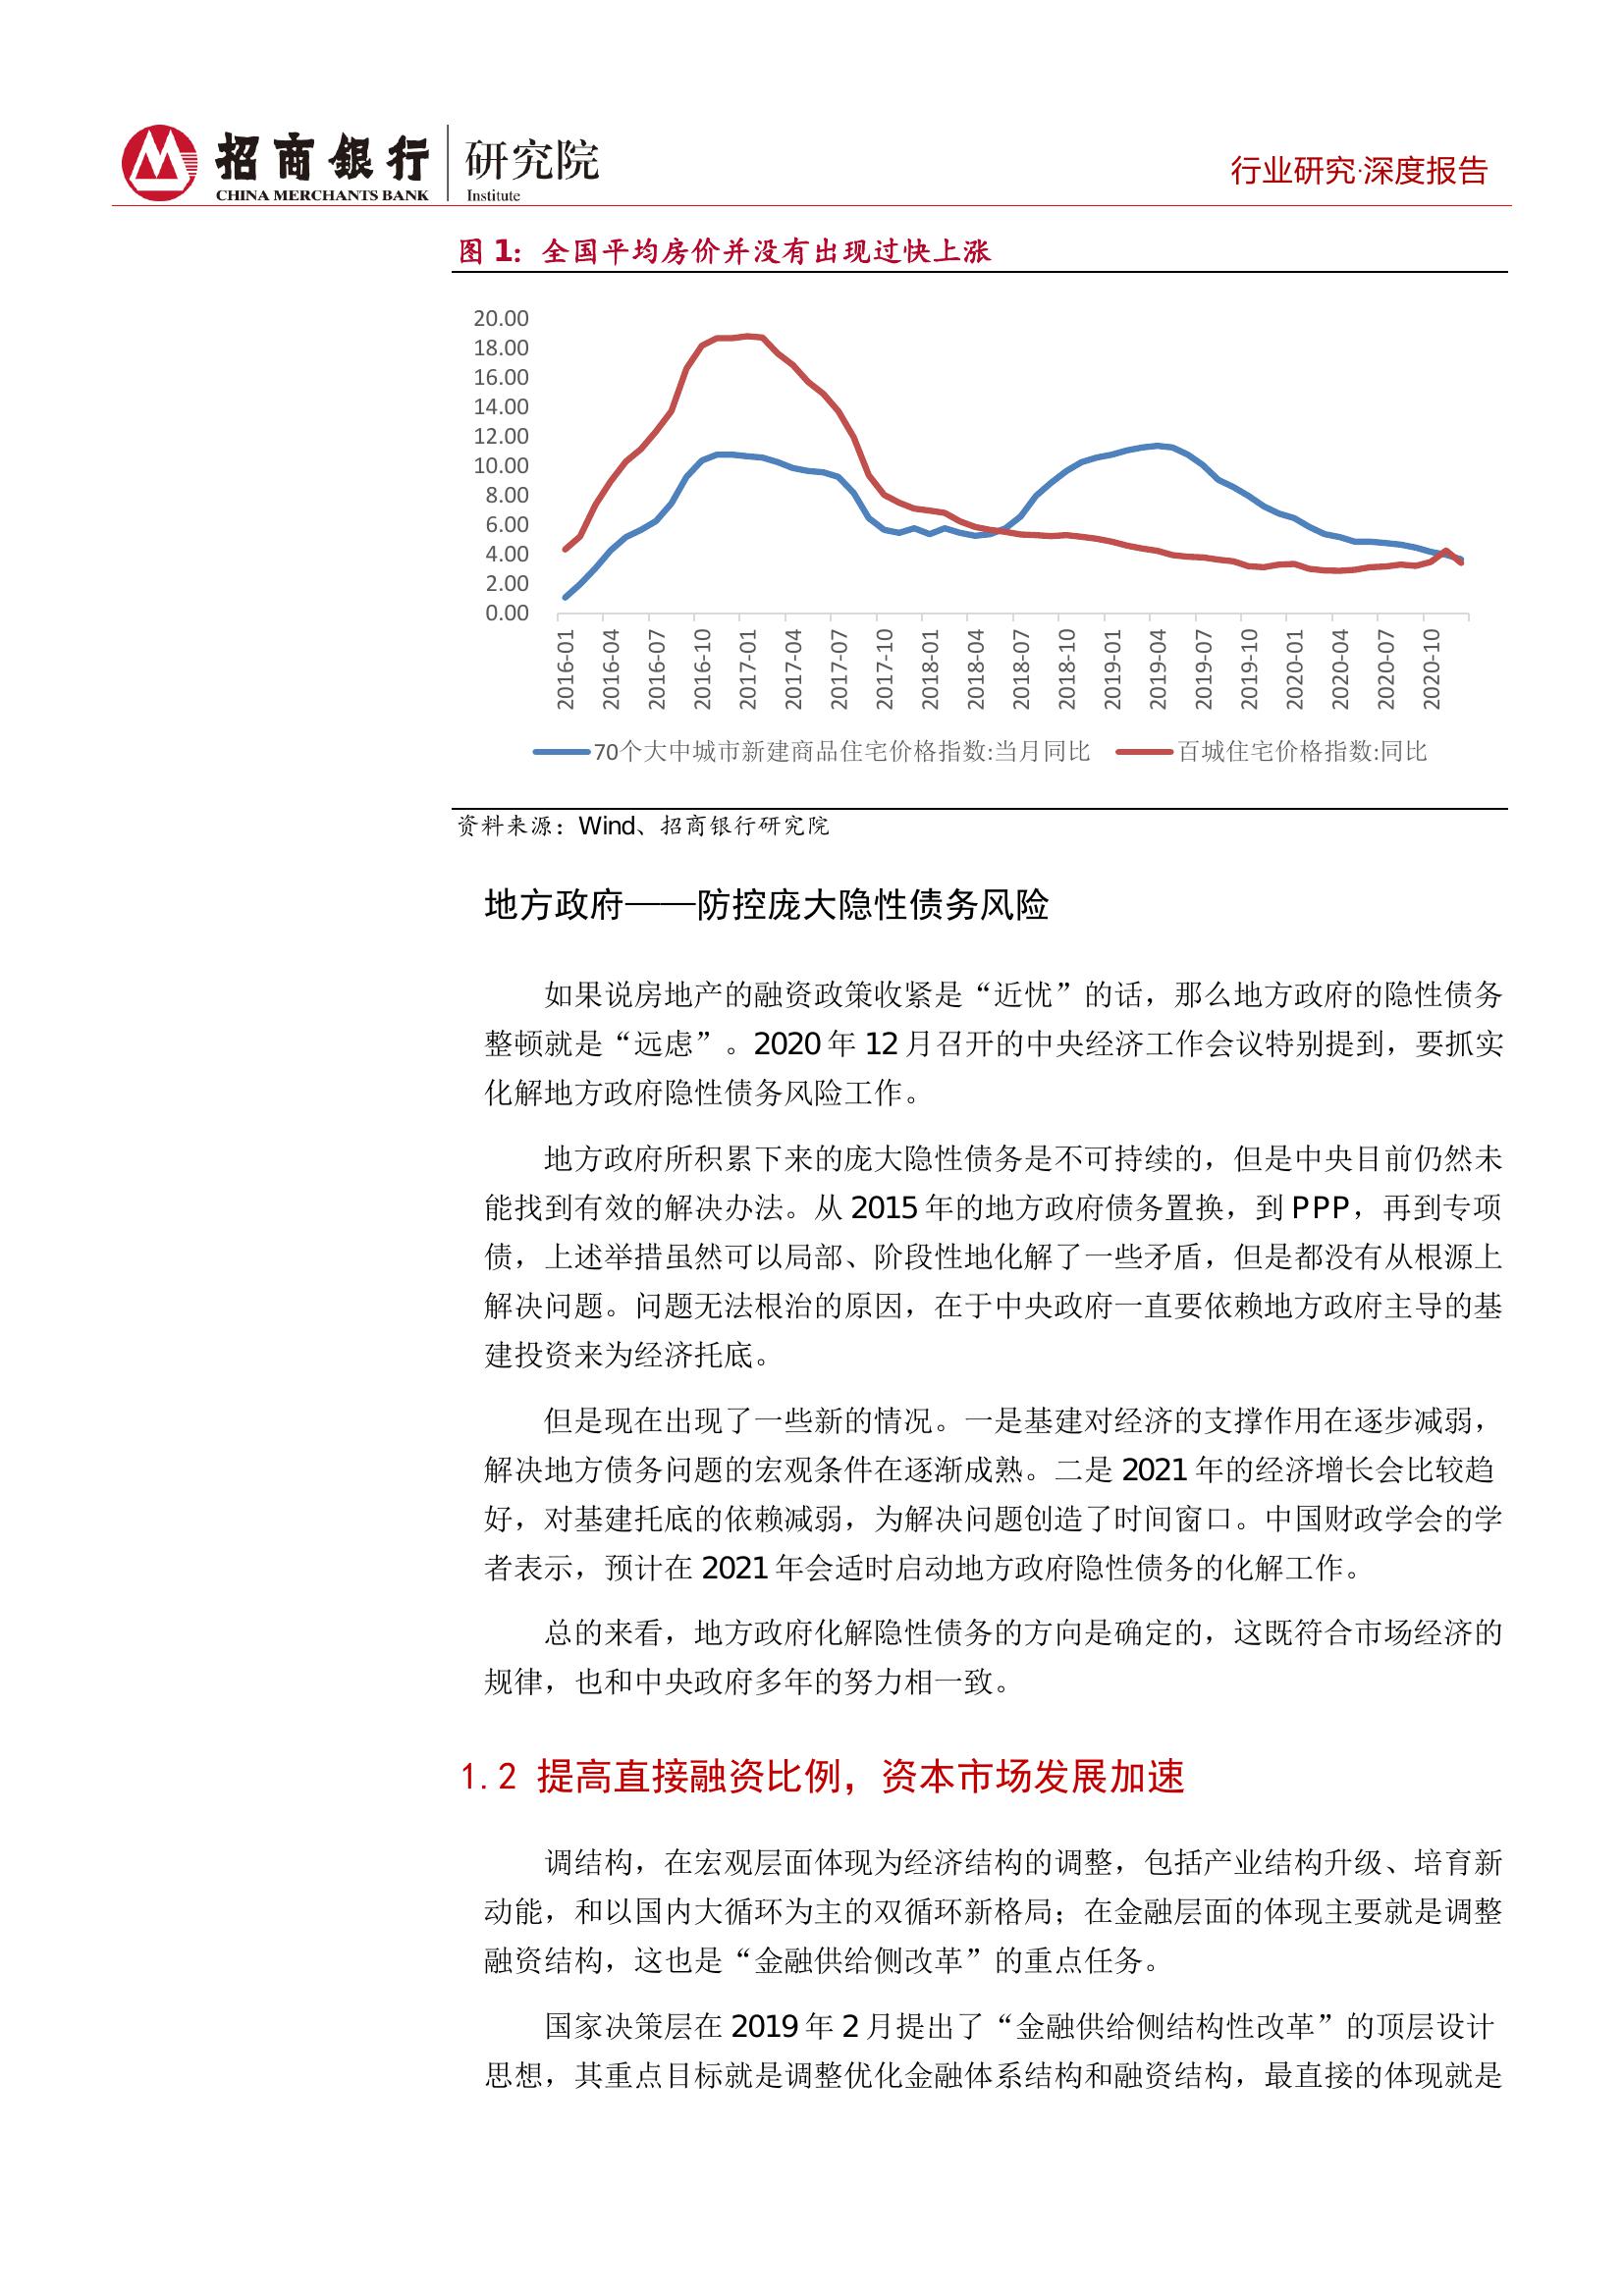 招商银行
CHINA MERCHANTS BANK
研究院
Institute
行业研究·深度报告
图 1：全国平均房价并没有出现过快上涨
20.00
18.00
16.00
14.00
12.00
10.00
8.00
6.00
4.00
2.00
0.00
2016-01
2016-04
2016-07
2016-10
2017-01
2017-04
2017-07
2017-10
2018-01
2018-04
2018-07
2018-10
2019-01
2019-04
2019-07
2019-10
2020-01
2020-04
2020-07
2020-10
70个大中城市新建商品住宅价格指数:当月同比
百城住宅价格指数:同比
资料来源：Wind、招商银行研究院
地方政府——防控庞大隐性债务风险
如果说房地产的融资政策收紧是“近忧”的话，那么地方政府的隐性债务
整顿就是“远虑”。2020 年 12 月召开的中央经济工作会议特别提到，要抓实
化解地方政府隐性债务风险工作。
地方政府所积累下来的庞大隐性债务是不可持续的，但是中央目前仍然未
能找到有效的解决办法。从 2015 年的地方政府债务置换，到 PPP，再到专项
债，上述举措虽然可以局部、阶段性地化解了一些矛盾，但是都没有从根源上
解决问题。问题无法根治的原因，在于中央政府一直要依赖地方政府主导的基
建投资来为经济托底。
但是现在出现了一些新的情况。一是基建对经济的支撑作用在逐步减弱，
解决地方债务问题的宏观条件在逐渐成熟。二是 2021 年的经济增长会比较趋
好，对基建托底的依赖减弱，为解决问题创造了时间窗口。中国财政学会的学
者表示，预计在 2021 年会适时启动地方政府隐性债务的化解工作。
总的来看，地方政府化解隐性债务的方向是确定的，这既符合市场经济的
规律，也和中央政府多年的努力相一致。
1.2 提高直接融资比例，资本市场发展加速
调结构，在宏观层面体现为经济结构的调整，包括产业结构升级、培育新
动能，和以国内大循环为主的双循环新格局；在金融层面的体现主要就是调整
融资结构，这也是“金融供给侧改革”的重点任务。
国家决策层在 2019 年 2 月提出了“金融供给侧结构性改革”的顶层设计
思想，其重点目标就是调整优化金融体系结构和融资结构，最直接的体现就是